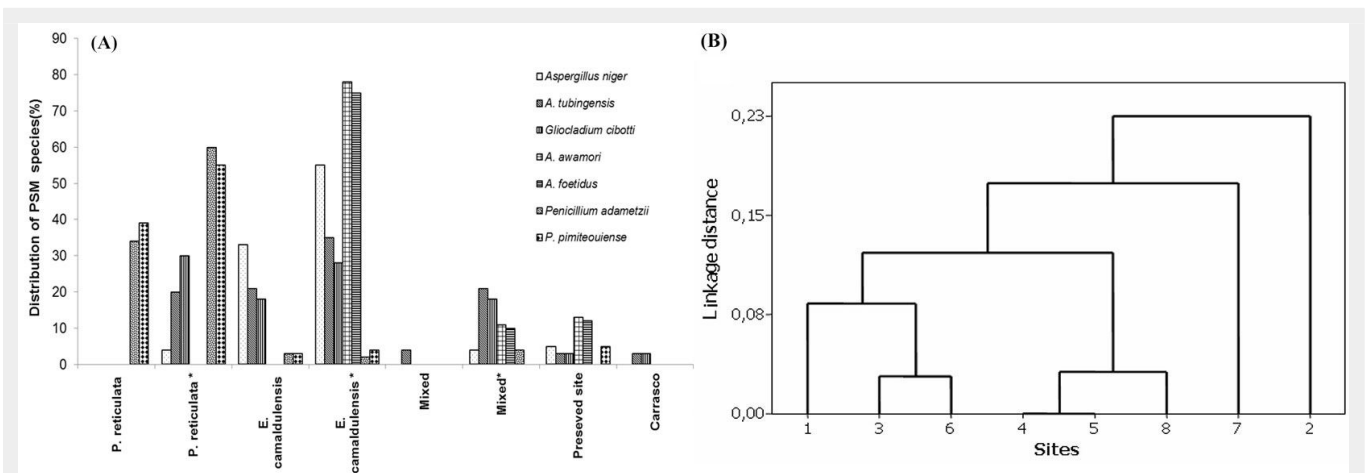 (A)
90
80
70
60
50
40
30
20
10
0
Distribution of PSM species(%)
Aspergillus niger
A. tubingensis
Gliocladium cibotti
A. awamori
A. foetidus
Penicillium adametzii
P. pimiteouiense
P. reticulata
P. reticulata *
E.
camaldulensis
E.
camaldulensis *
Mixed
Mixed*
Preseved site
Carrasco
(B)
0,23
0,15
0,08
0,00
Linkage distance
1 3 6 4 5 8 7 2
Sites